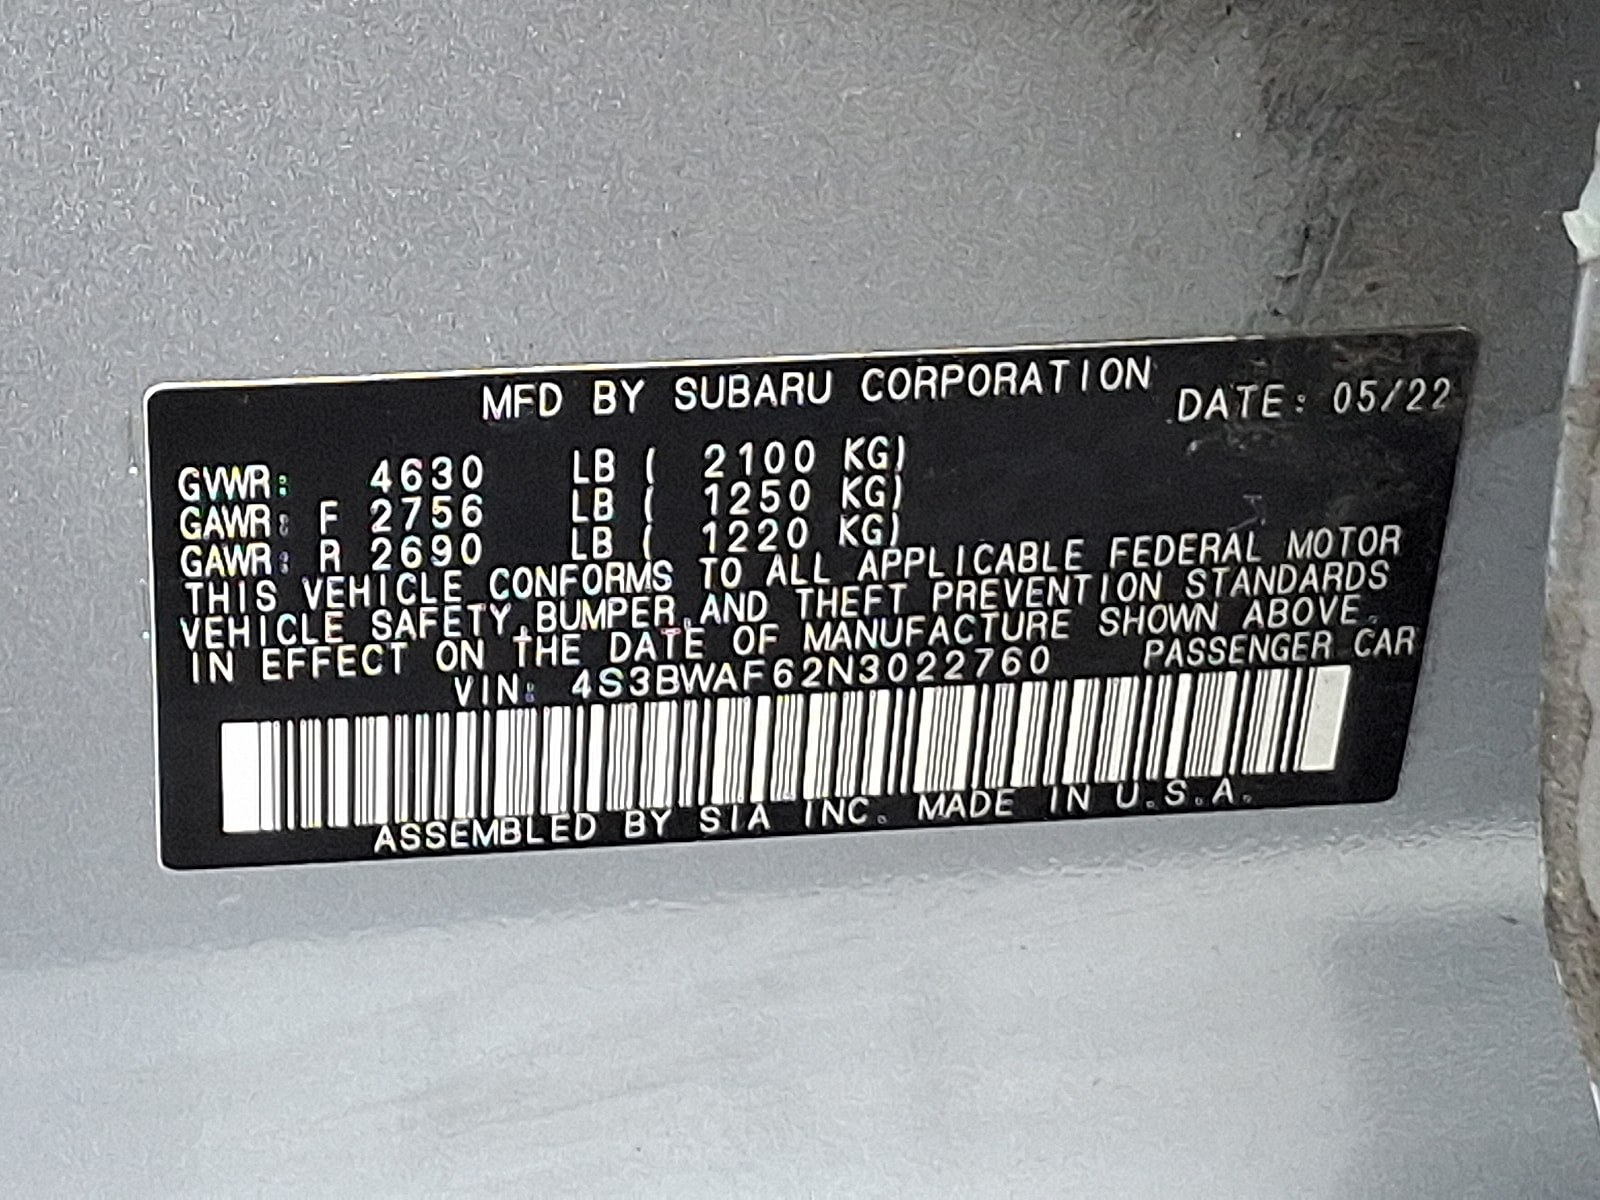 MFD BY SUBARU CORPORATION DATE: 05/22
GVWR: 4630 LB ( 2100 KG)
GAWR: F 2756 LB ( 1250 KG)
GAWR: R 2690 LB ( 1220 KG)
THIS VEHICLE CONFORMS TO ALL APPLICABLE FEDERAL MOTOR
VEHICLE SAFETY,BUMPER,AND THEFT PREVENTION STANDARDS
IN EFFECT ON THE DATE OF MANUFACTURE SHOWN ABOVE.
VIN: 4S3BWAF62N3022760 PASSENGER CAR
ASSEMBLED BY SIA INC. MADE IN U.S.A.